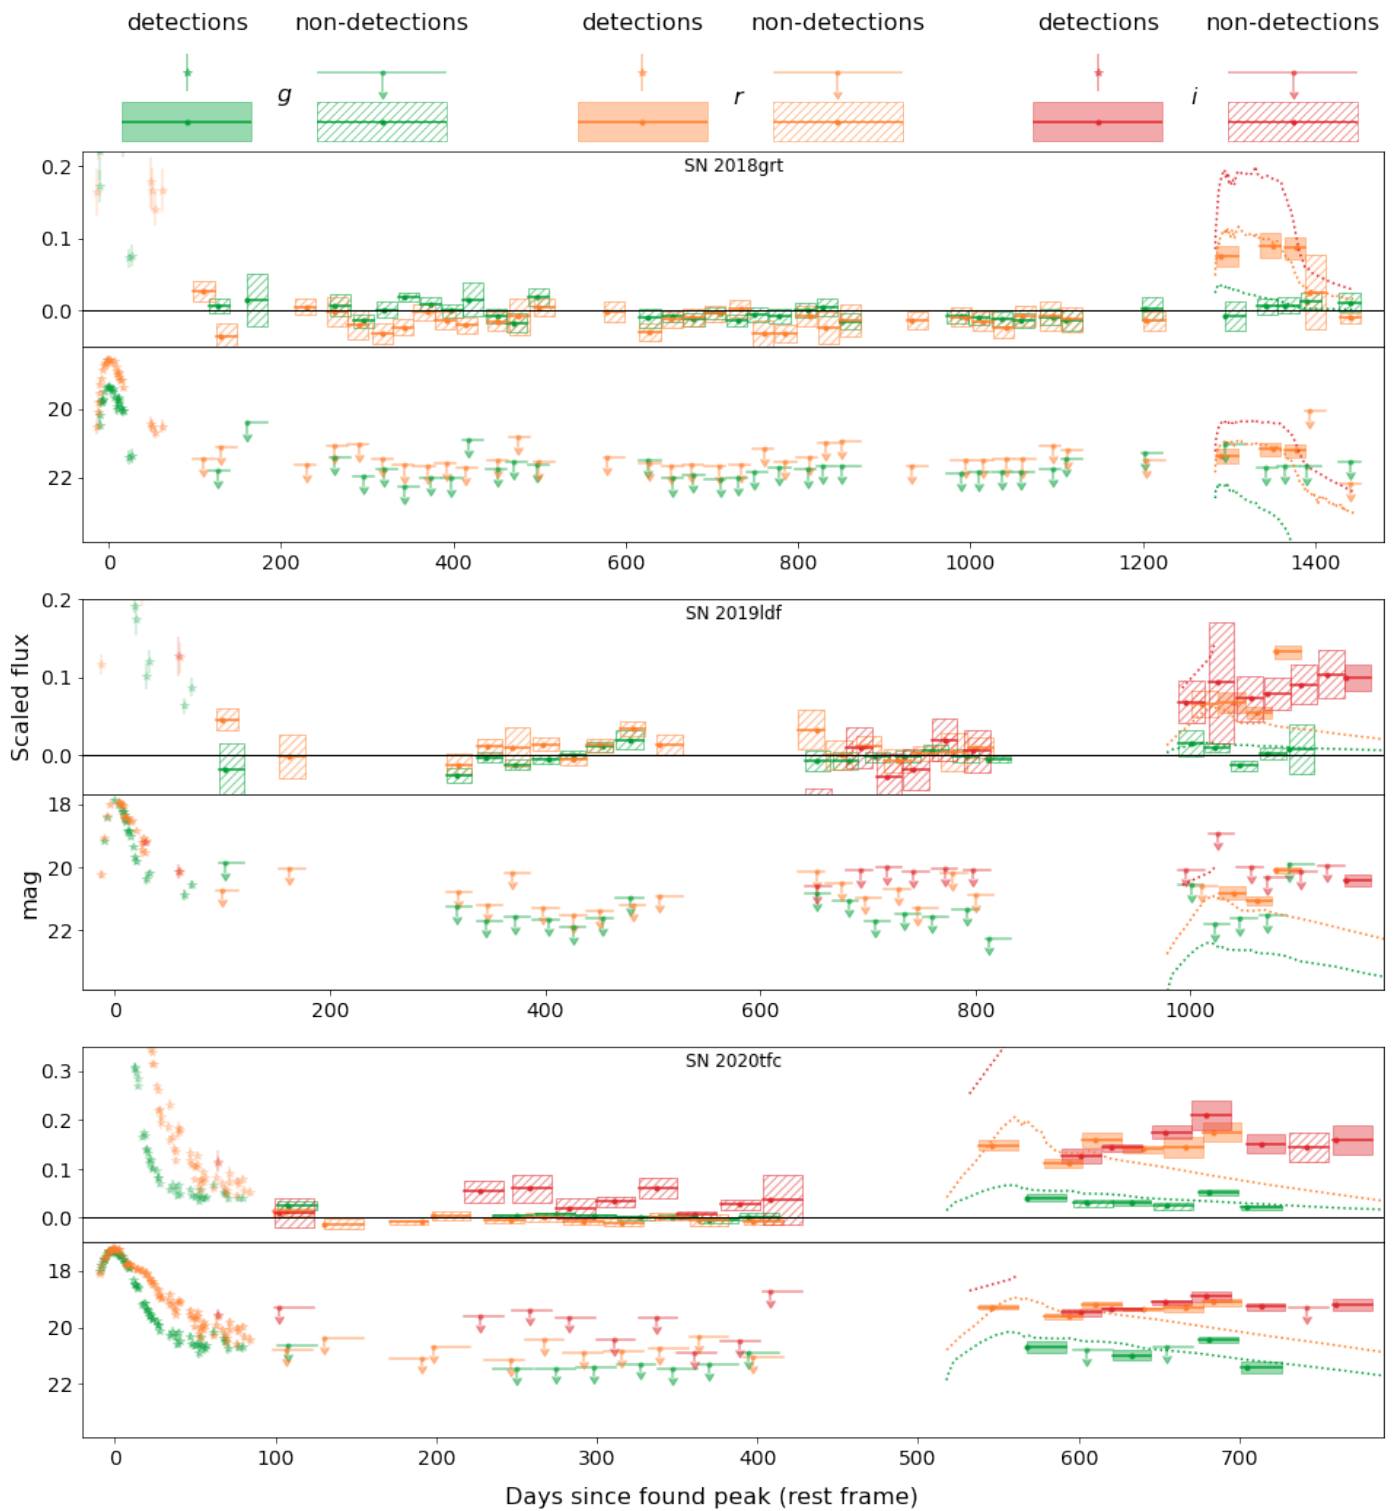 detections non-detections detections non-detections detections non-detections
g r i
SN 2018grt
0.2
0.1
0.0
20
22
0 200 400 600 800 1000 1200 1400
SN 2019ldf
0.2
0.1
0.0
Scaled flux
18
20
22
mag
0 200 400 600 800 1000
SN 2020tfc
0.3
0.2
0.1
0.0
18
20
22
0 100 200 300 400 500 600 700
Days since found peak (rest frame)